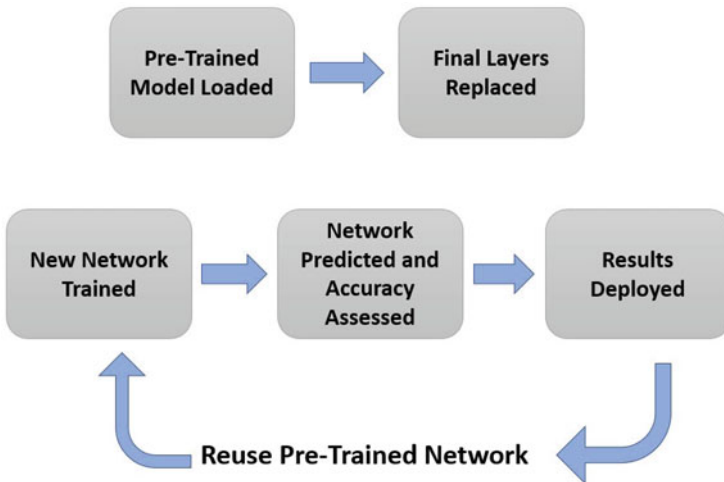 Pre-Trained
Model Loaded
Final Layers
Replaced
New Network
Trained
Network
Predicted and
Accuracy
Assessed
Results
Deployed
Reuse Pre-Trained Network